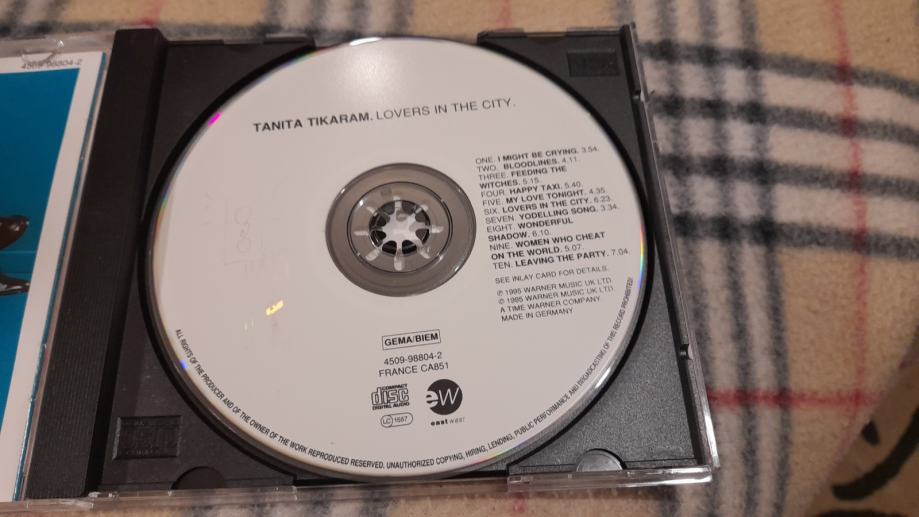 4509-98804-2
TANITA TIKARAM. LOVERS IN THE CITY.
ONE. I MIGHT BE CRYING. 3.54.
TWO. BLOODLINES. 4.11.
THREE. FEEDING THE
WITCHES. 5.15.
FOUR. HAPPY TAXI. 5.40.
FIVE. MY LOVE TONIGHT. 4.35.
SIX. LOVERS IN THE CITY. 6.23.
SEVEN. YODELLING SONG. 3.34.
EIGHT. WONDERFUL
SHADOW. 6.10.
NINE. WOMEN WHO CHEAT
ON THE WORLD. 5.07.
TEN. LEAVING THE PARTY. 7.04.
SEE INLAY CARD FOR DETAILS.
℗ 1995 WARNER MUSIC UK LTD.
© 1995 WARNER MUSIC UK LTD.
A TIME WARNER COMPANY.
MADE IN GERMANY
GEMA/BIEM
4509-98804-2
FRANCE CA851
COMPACT
disc
DIGITAL AUDIO
ew
LC 1557
east west
ALL RIGHTS OF THE PRODUCER AND OF THE OWNER OF THE WORK REPRODUCED RESERVED. UNAUTHORIZED COPYING, HIRING, LENDING, PUBLIC PERFORMANCE AND BROADCASTING OF THIS RECORD PROHIBITED!